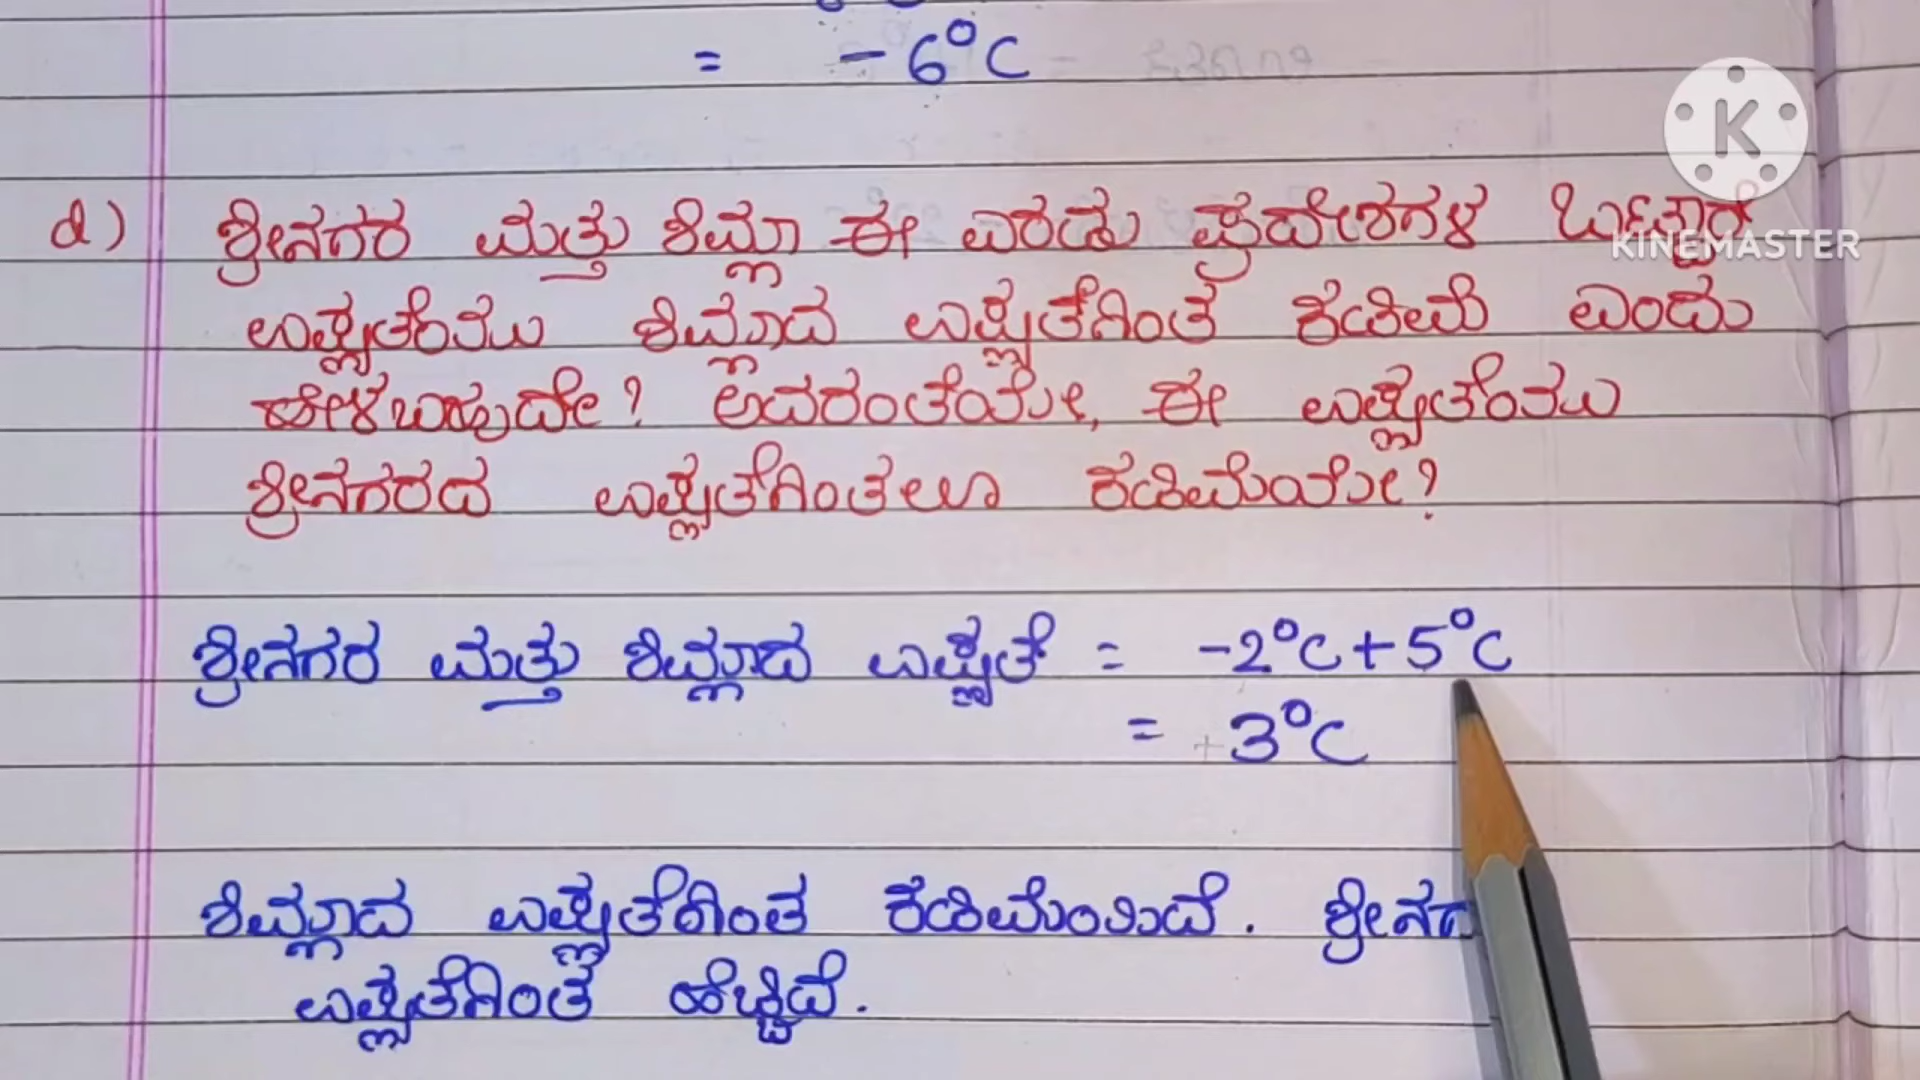 = -6°C
d) ಶ್ರೀನಗರ ಮತ್ತು ಶಿಮ್ಲಾ ಈ ಎರಡು ಪ್ರದೇಶಗಳ ಒಟ್ಟಾರೆ
KINEMASTER
ಉಷ್ಣತೆಯು ಶಿಮ್ಲಾದ ಉಷ್ಣತೆಗಿಂತ ಕಡಿಮೆ ಎಂದು
ಹೇಳಬಹುದೇ? ಅದರಂತೆಯೇ, ಈ ಉಷ್ಣತೆಯು
ಶ್ರೀನಗರದ ಉಷ್ಣತೆಗಿಂತಲೂ ಕಡಿಮೆಯೇ?
ಶ್ರೀನಗರ ಮತ್ತು ಶಿಮ್ಲಾದ ಉಷ್ಣತೆ = -2°C + 5°C
= +3°C
ಶಿಮ್ಲಾದ ಉಷ್ಣತೆಗಿಂತ ಕಡಿಮೆಯಿದೆ. ಶ್ರೀನಗ
ಉಷ್ಣತೆಗಿಂತ ಹೆಚ್ಚಿದೆ.